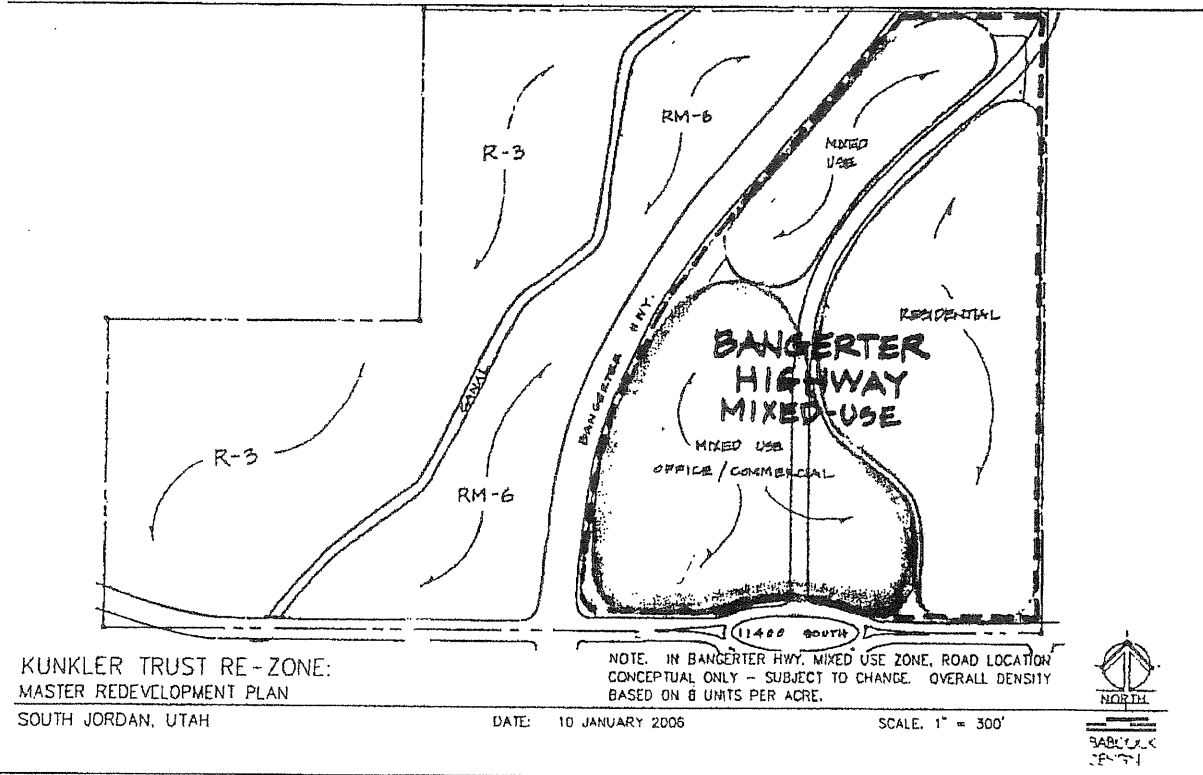 R-3
RM-6
MIXED
USE
RESIDENTIAL
BANGERTER HWY.
BANGERTER
HIGHWAY
MIXED-USE
MIXED USE
OFFICE/COMMERCIAL
CANAL
R-3
RM-6
11400 SOUTH
KUNKLER TRUST RE-ZONE:
MASTER REDEVELOPMENT PLAN
SOUTH JORDAN, UTAH
NOTE. IN BANGERTER HWY. MIXED USE ZONE, ROAD LOCATION
CONCEPTUAL ONLY - SUBJECT TO CHANGE. OVERALL DENSITY
BASED ON 8 UNITS PER ACRE.
DATE: 10 JANUARY 2006
SCALE. 1" = 300'
NORTH
BABCOCK
DESIGN